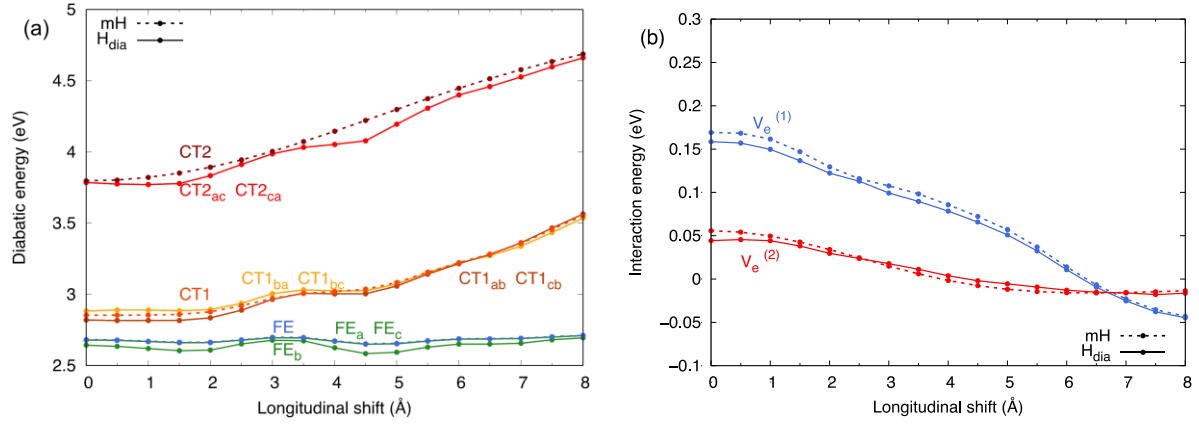 (a)
mH
H_dia
Diabatic energy (eV)
5
4.5
4
3.5
3
2.5
CT2
CT2_ac CT2_ca
CT1_ba CT1_bc
CT1
CT1_ab CT1_cb
FE
FE_a FE_c
FE_b
0 1 2 3 4 5 6 7 8
Longitudinal shift (Å)
(b)
Interaction energy (eV)
0.3
0.25
0.2
0.15
0.1
0.05
0
−0.05
−0.1
V_e^(1)
V_e^(2)
mH
H_dia
0 1 2 3 4 5 6 7 8
Longitudinal shift (Å)